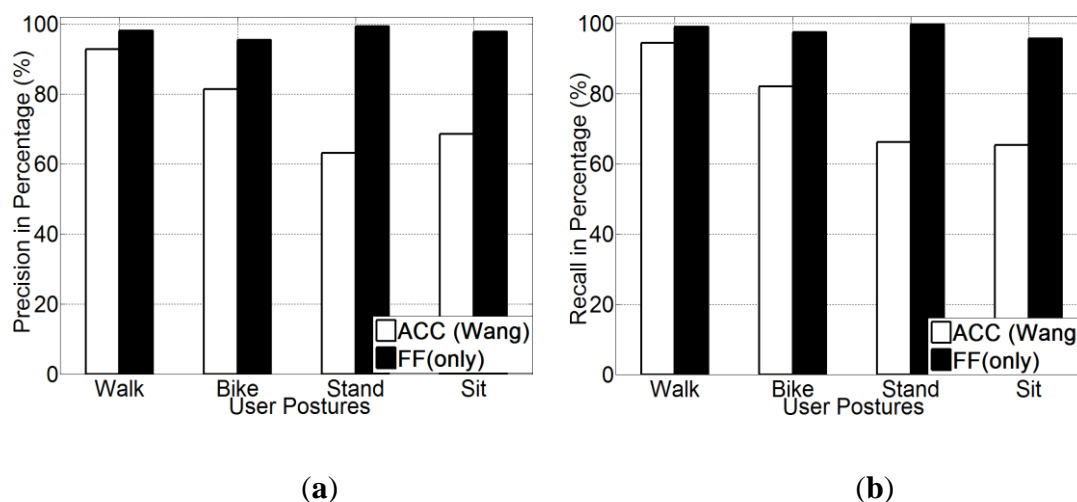 Precision in Percentage (%)
100
80
60
40
20
0
ACC (Wang)
FF(only)
Walk Bike Stand Sit
User Postures
(a)
Recall in Percentage (%)
100
80
60
40
20
0
ACC (Wang
FF(only)
Walk Bike Stand Sit
User Postures
(b)